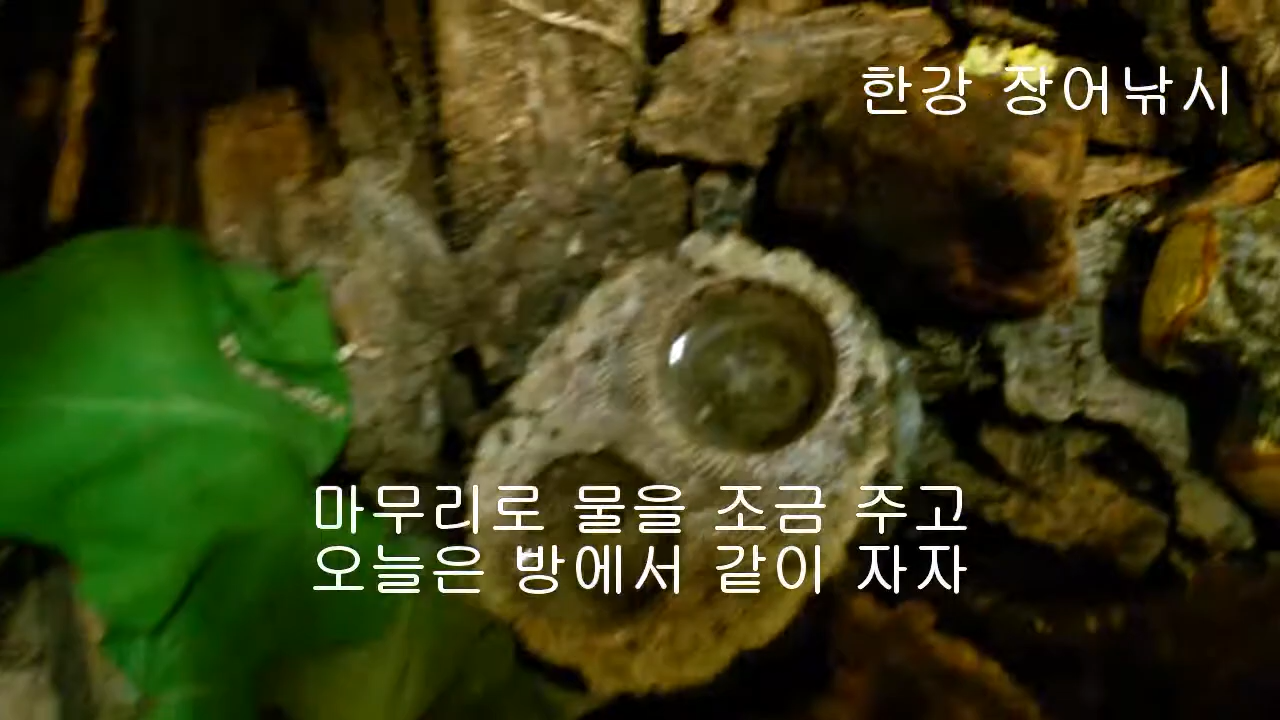 한강 장어낚시
마무리로 물을 조금 주고
오늘은 방에서 같이 자자